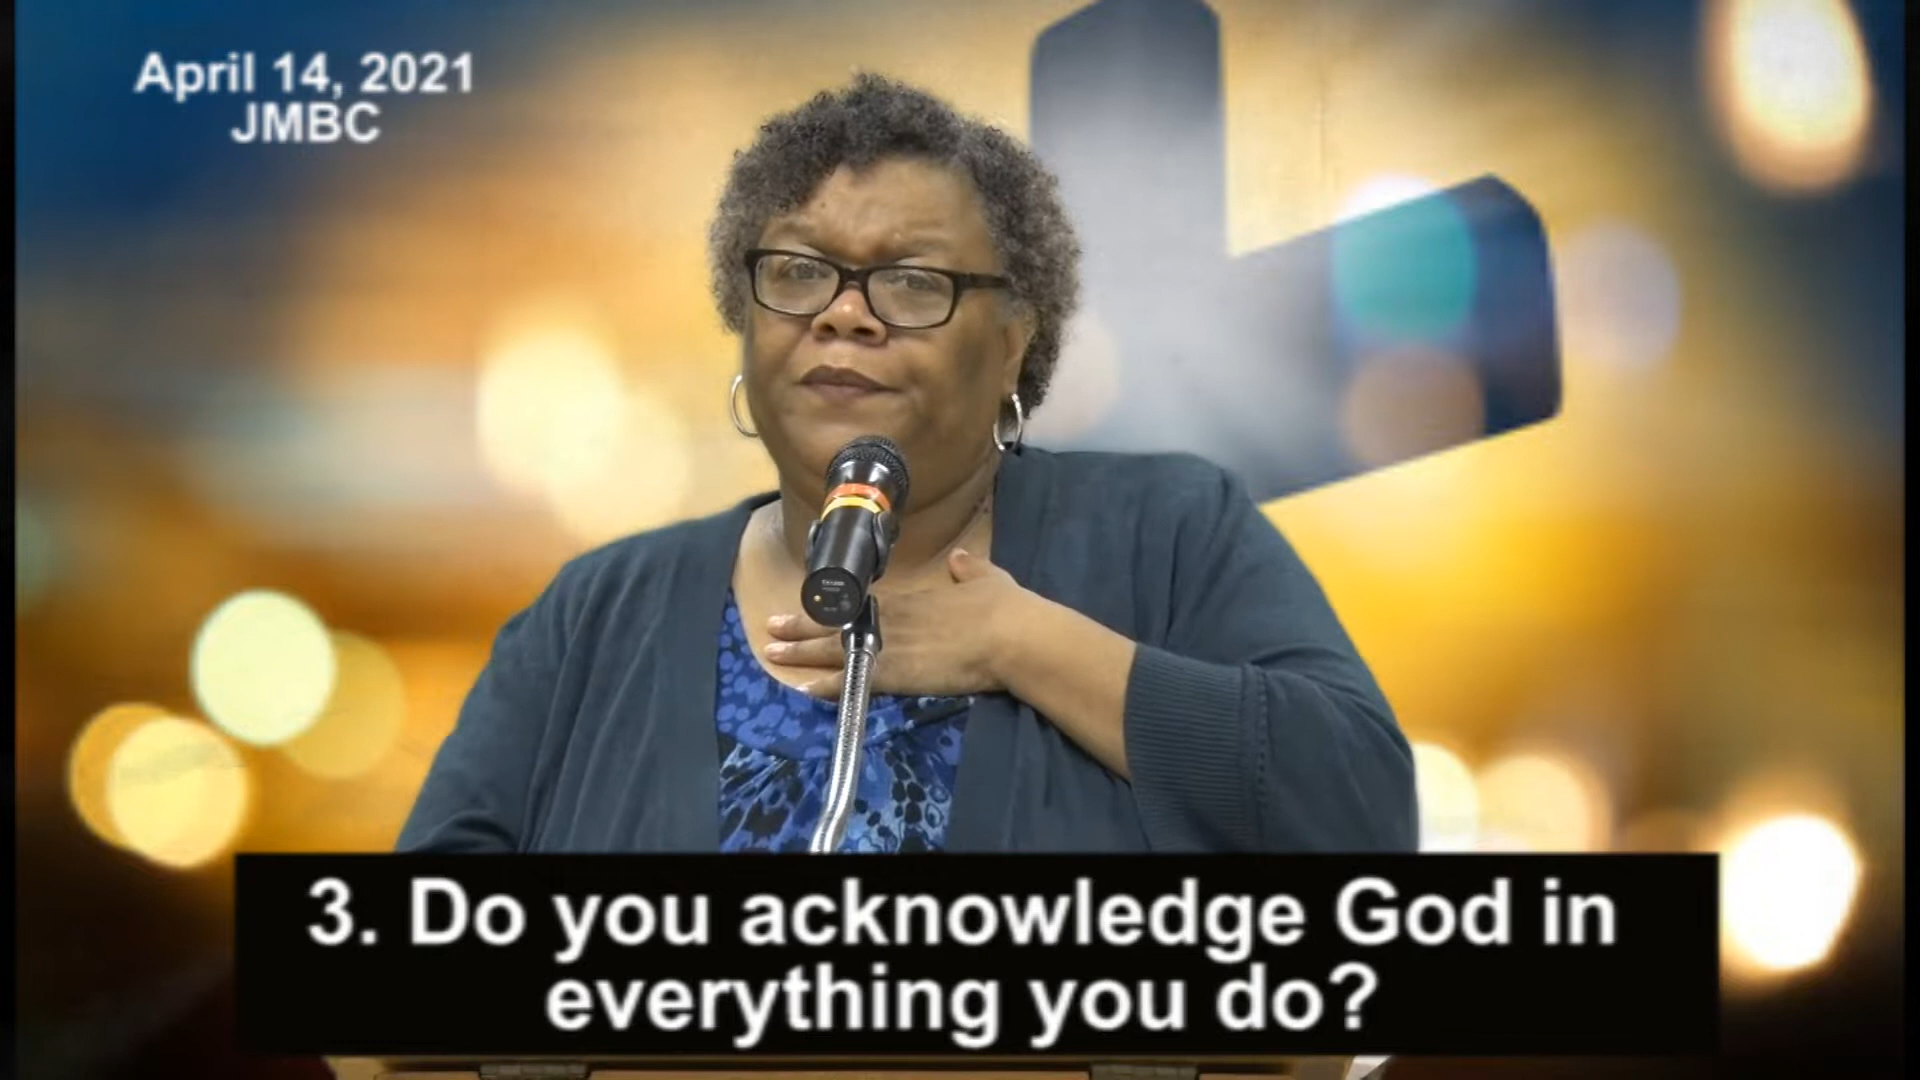 April 14, 2021
JMBC
3. Do you acknowledge God in
everything you do?